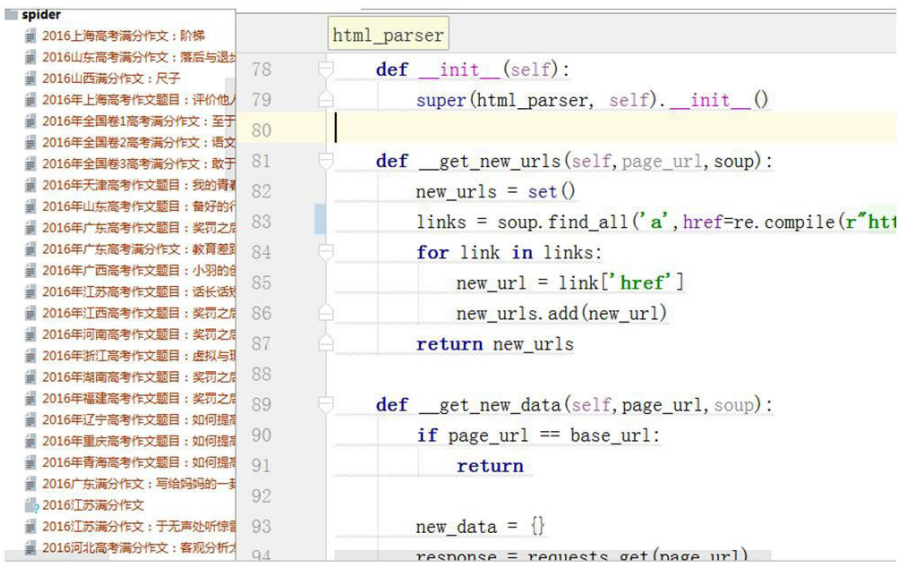 spider
2016上海高考满分作文：阶梯
2016山东高考满分作文：落后与退步
2016山西满分作文：尺子
2016年上海高考作文题目：评价他人
2016年全国卷1高考满分作文：至于
2016年全国卷2高考满分作文：语文
2016年全国卷3高考满分作文：敢于
2016年天津高考作文题目：我的青春
2016年山东高考作文题目：备好的行
2016年广东高考作文题目：奖罚之后
2016年广东高考满分作文：教育差距
2016年广西高考作文题目：小羽的创
2016年江苏高考作文题目：话长话短
2016年江西高考作文题目：奖罚之后
2016年河南高考作文题目：奖罚之后
2016年浙江高考作文题目：虚拟与现
2016年湖南高考作文题目：奖罚之后
2016年福建高考作文题目：奖罚之后
2016年辽宁高考作文题目：如何提高
2016年重庆高考作文题目：如何提高
2016年青海高考作文题目：如何提高
2016广东满分作文：写给妈妈的一封
2016江苏满分作文
2016江苏满分作文：于无声处听惊雷
2016河北高考满分作文：客观分析才
html_parser
78 def __init__(self):
79 super(html_parser, self).__init__()
80
81 def __get_new_urls(self,page_url,soup):
82 new_urls = set()
83 links = soup.find_all('a',href=re.compile(r"htt
84 for link in links:
85 new_url = link['href']
86 new_urls.add(new_url)
87 return new_urls
88
89 def __get_new_data(self,page_url,soup):
90 if page_url == base_url:
91 return
92
93 new_data = {}
94 response = requests.get(page_url)